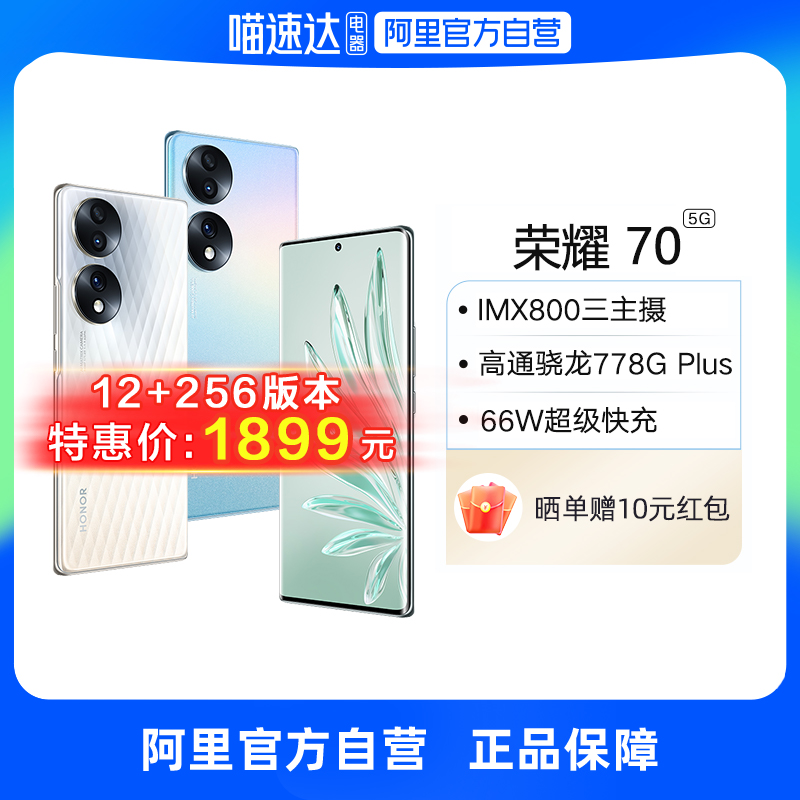 喵速达电器 阿里官方自营
荣耀 70 5G
• IMX800三主摄
• 高通骁龙778G Plus
• 66W超级快充
12+256版本
特惠价:1899元
HONOR
晒单赠10元红包
阿里官方自营 正品保障